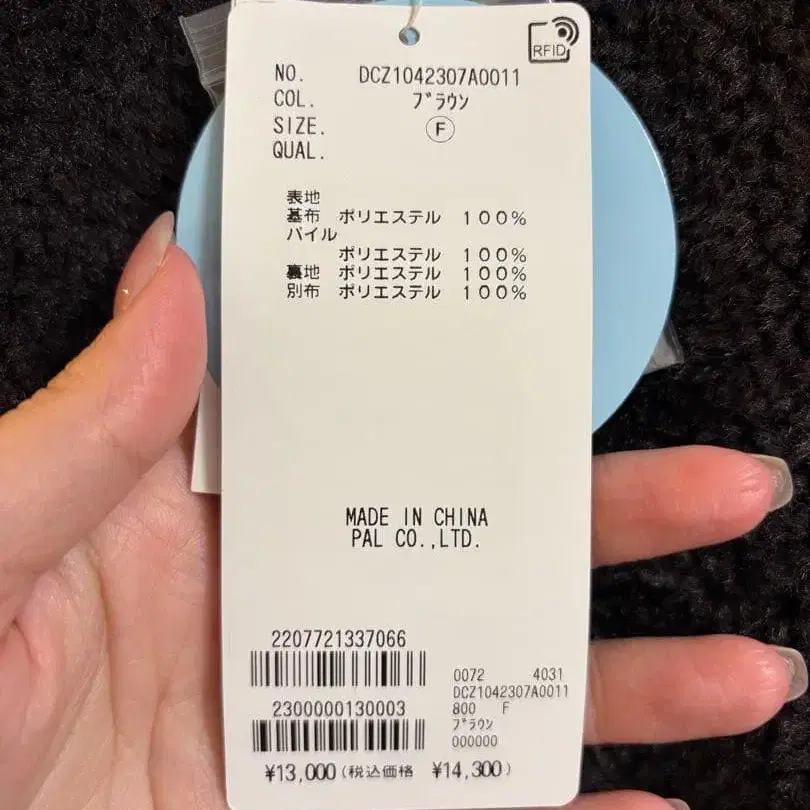 RFID
NO. DCZ1042307A0011
COL. ブラウン
SIZE. F
QUAL.
表地
基布 ポリエステル 100%
パイル
ポリエステル 100%
裏地 ポリエステル 100%
別布 ポリエステル 100%
MADE IN CHINA
PAL CO.,LTD.
2207721337066
2300000130003
¥13,000(税込価格 ¥14,300)
0072 4031
DCZ1042307A0011
800 F
ブラウン
000000